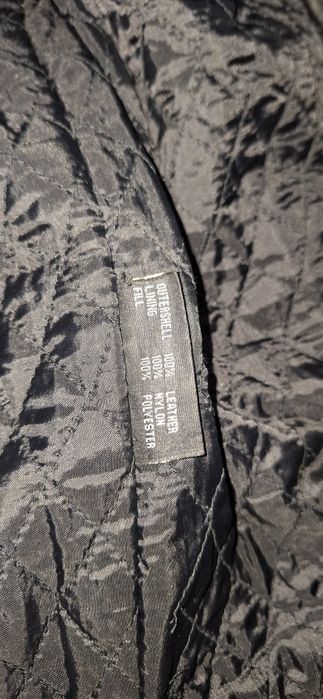 OUTERSHELL 100% LEATHER
LINING 100% NYLON
FILL 100% POLYESTER